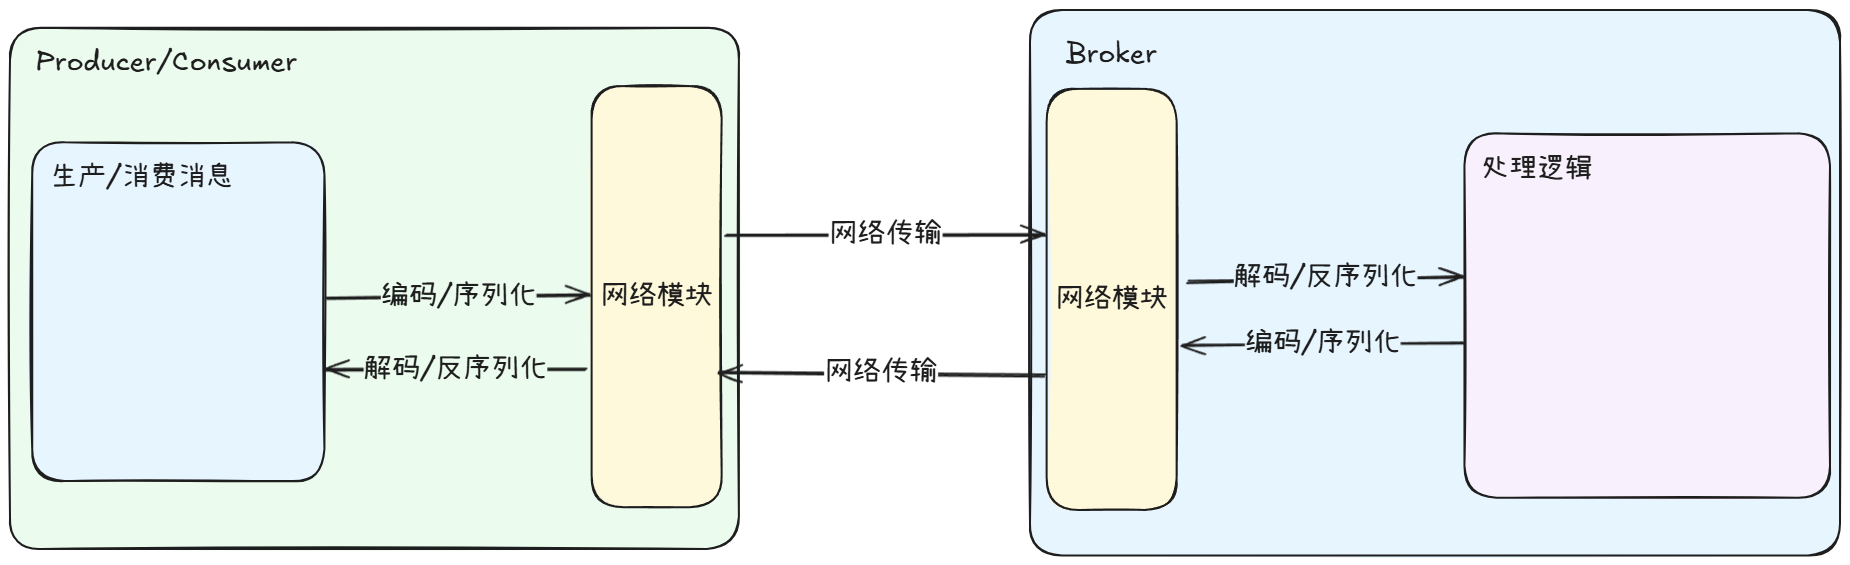 Producer/Consumer
生产/消费消息
编码/序列化
解码/反序列化
网络模块
网络传输
网络传输
Broker
网络模块
解码/反序列化
编码/序列化
处理逻辑